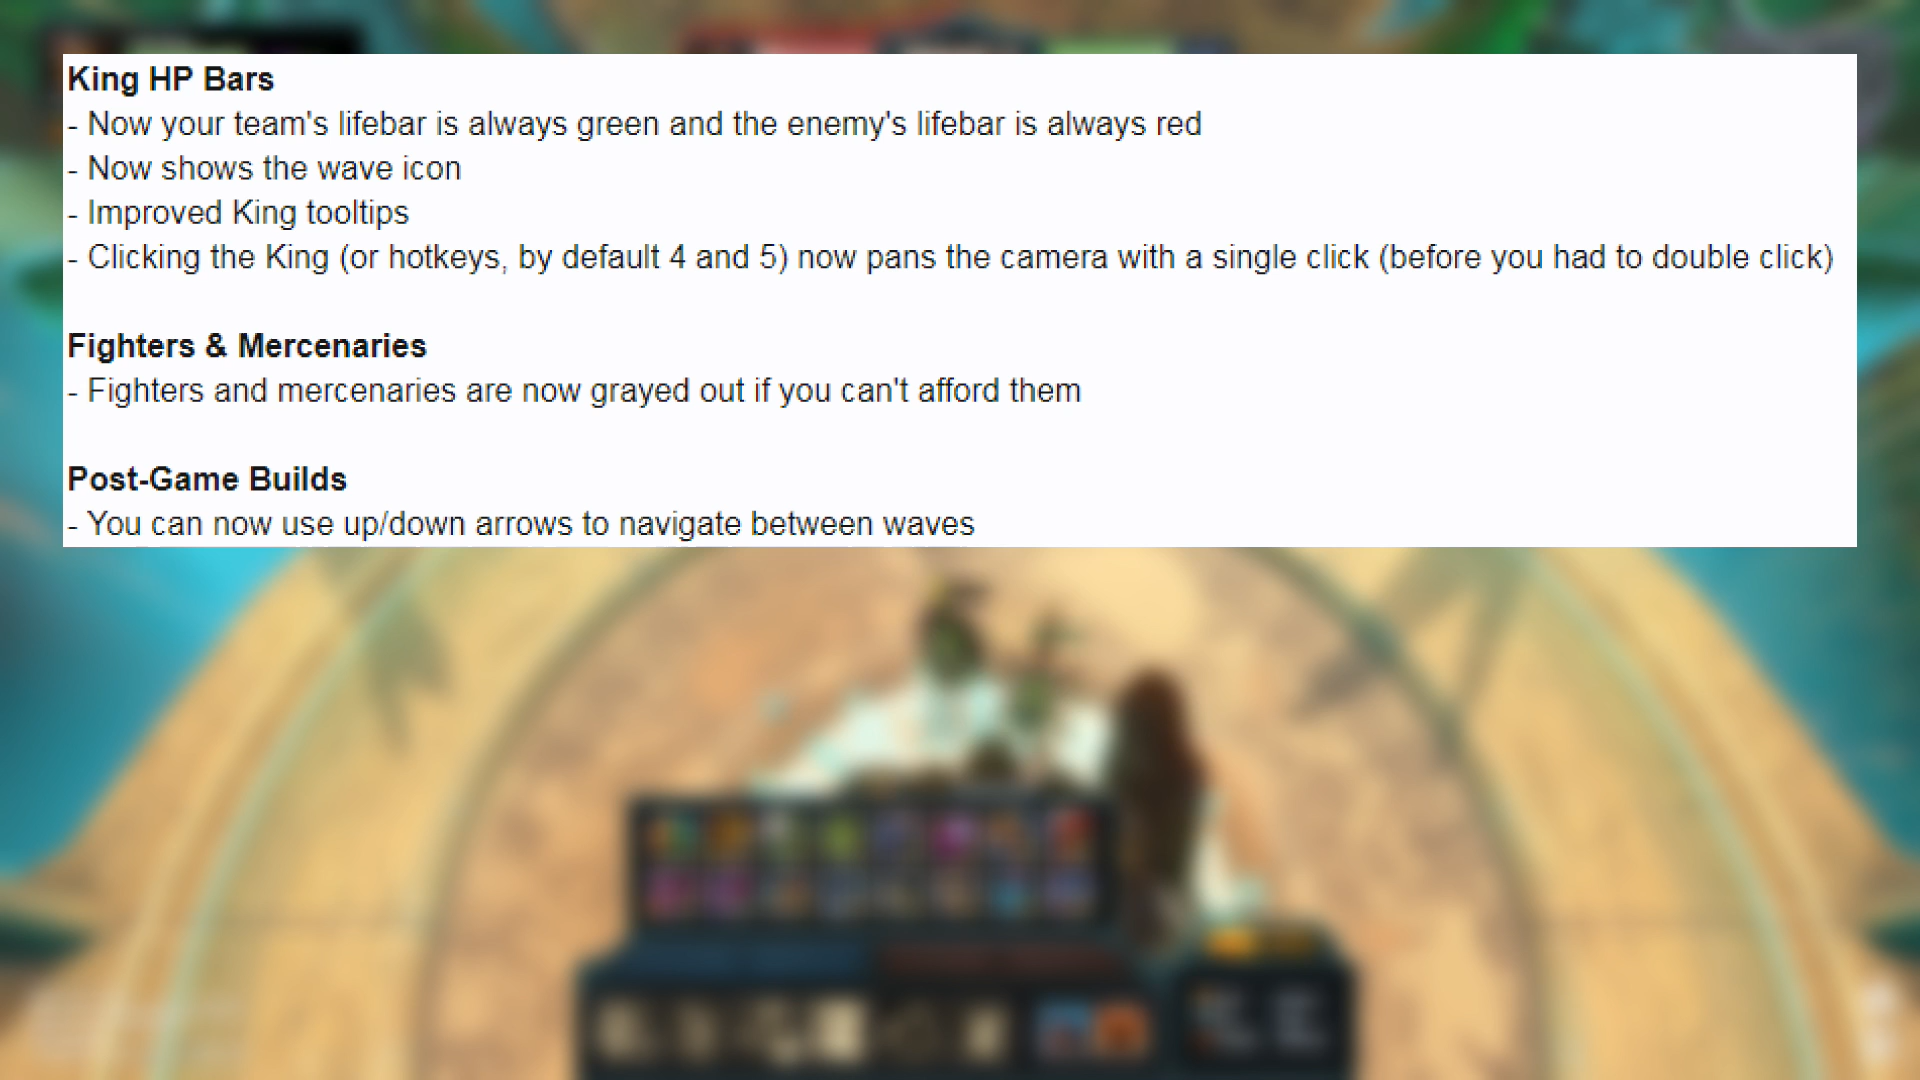 King HP Bars
- Now your team's lifebar is always green and the enemy's lifebar is always red
- Now shows the wave icon
- Improved King tooltips
- Clicking the King (or hotkeys, by default 4 and 5) now pans the camera with a single click (before you had to double click)
Fighters & Mercenaries
- Fighters and mercenaries are now grayed out if you can't afford them
Post-Game Builds
- You can now use up/down arrows to navigate between waves